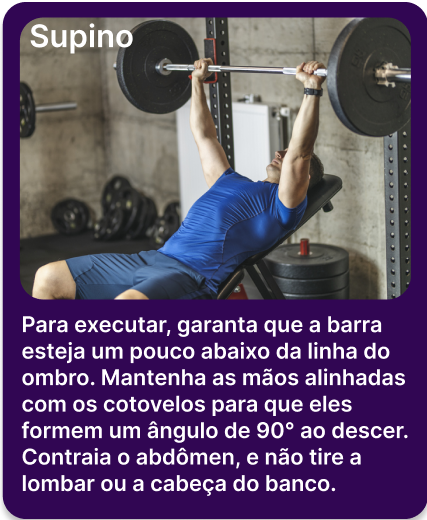 Supino
Para executar, garanta que a barra
esteja um pouco abaixo da linha do
ombro. Mantenha as mãos alinhadas
com os cotovelos para que eles
formem um ângulo de 90° ao descer.
Contraia o abdômen, e não tire a
lombar ou a cabeça do banco.